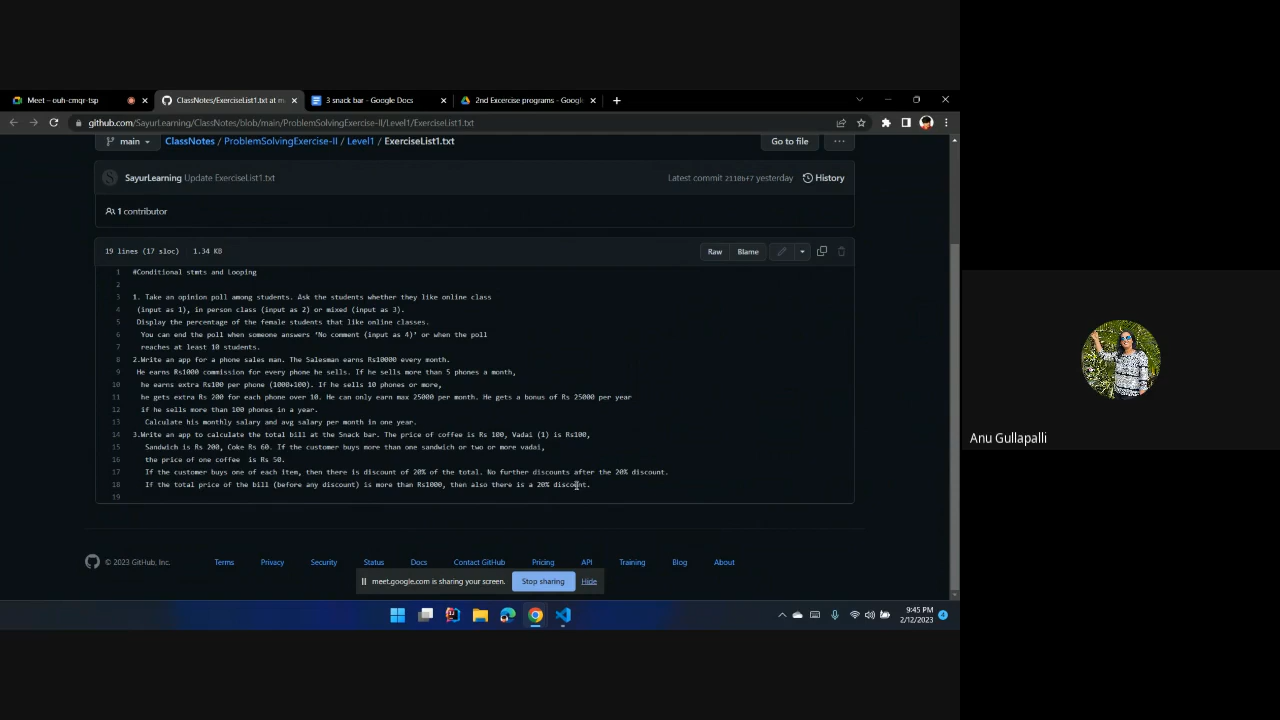 Meet – ouh-cmqr-tsp
ClassNotes/ExerciseList1.txt at ma
3 snack bar - Google Docs
2nd Excercise programs - Google
github.com/SayurLearning/ClassNotes/blob/main/ProblemSolvingExercise-II/Level1/ExerciseList1.txt
main
ClassNotes / ProblemSolvingExercise-II / Level1 / ExerciseList1.txt
Go to file
SayurLearning Update ExerciseList1.txt
Latest commit 2110bf7 yesterday
History
1 contributor
19 lines (17 sloc) 1.34 KB
Raw
Blame
1 #Conditional stmts and Looping
2
3 1. Take an opinion poll among students. Ask the students whether they like online class
4 (input as 1), in person class (input as 2) or mixed (input as 3).
5 Display the percentage of the female students that like online classes.
6 You can end the poll when someone answers 'No comment (input as 4)' or when the poll
7 reaches at least 10 students.
8 2.Write an app for a phone sales man. The Salesman earns Rs10000 every month.
9 He earns Rs1000 commission for every phone he sells. If he sells more than 5 phones a month,
10 he earns extra Rs100 per phone (1000+100). If he sells 10 phones or more,
11 he gets extra Rs 200 for each phone over 10. He can only earn max 25000 per month. He gets a bonus of Rs 25000 per year
12 if he sells more than 100 phones in a year.
13 Calculate his monthly salary and avg salary per month in one year.
14 3.Write an app to calculate the total bill at the Snack bar. The price of coffee is Rs 100, Vadai (1) is Rs100,
15 Sandwich is Rs 200, Coke Rs 60. If the customer buys more than one sandwich or two or more vadai,
16 the price of one coffee is Rs 50.
17 If the customer buys one of each item, then there is discount of 20% of the total. No further discounts after the 20% discount.
18 If the total price of the bill (before any discount) is more than Rs1000, then also there is a 20% discount.
19
© 2023 GitHub, Inc.
Terms
Privacy
Security
Status
Docs
Contact GitHub
Pricing
API
Training
Blog
About
meet.google.com is sharing your screen.
Stop sharing
Hide
9:45 PM
2/12/2023
4
Anu Gullapalli